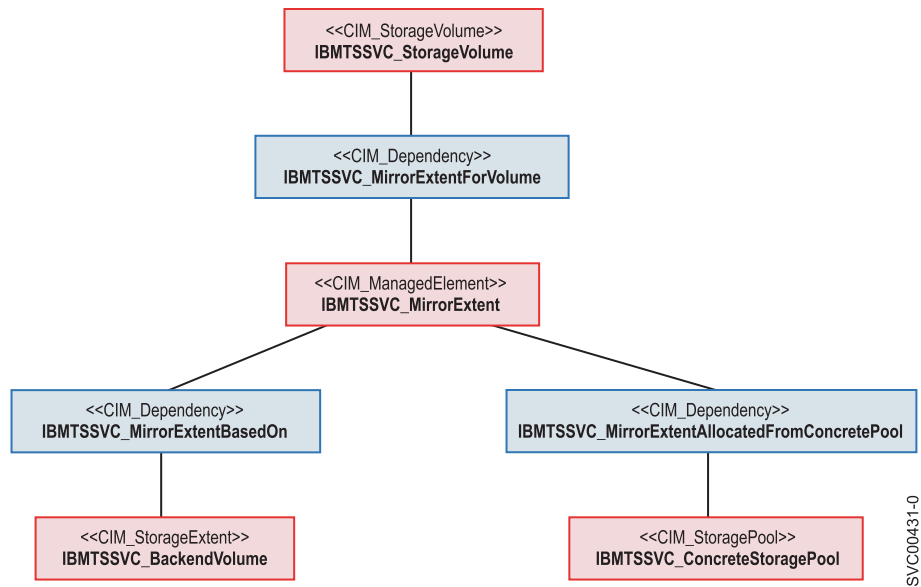 <<CIM_StorageVolume>>
IBMTSSVC_StorageVolume
<<CIM_Dependency>>
IBMTSSVC_MirrorExtentForVolume
<<CIM_ManagedElement>>
IBMTSSVC_MirrorExtent
<<CIM_Dependency>>
IBMTSSVC_MirrorExtentBasedOn
<<CIM_Dependency>>
IBMTSSVC_MirrorExtentAllocatedFromConcretePool
<<CIM_StorageExtent>>
IBMTSSVC_BackendVolume
<<CIM_StoragePool>>
IBMTSSVC_ConcreteStoragePool
SVC00431-0